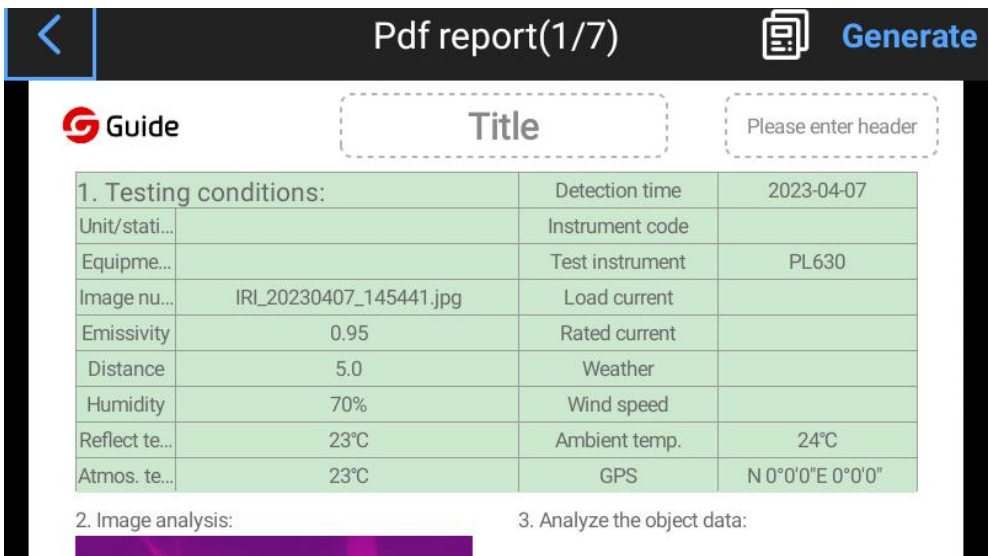 Pdf report(1/7) Generate
Guide Title Please enter header
1. Testing conditions: Detection time 2023-04-07
Unit/stati... Instrument code
Equipme... Test instrument PL630
Image nu... IRI_20230407_145441.jpg Load current
Emissivity 0.95 Rated current
Distance 5.0 Weather
Humidity 70% Wind speed
Reflect te... 23℃ Ambient temp. 24℃
Atmos. te... 23℃ GPS N 0°0'0"E 0°0'0"
2. Image analysis: 3. Analyze the object data: